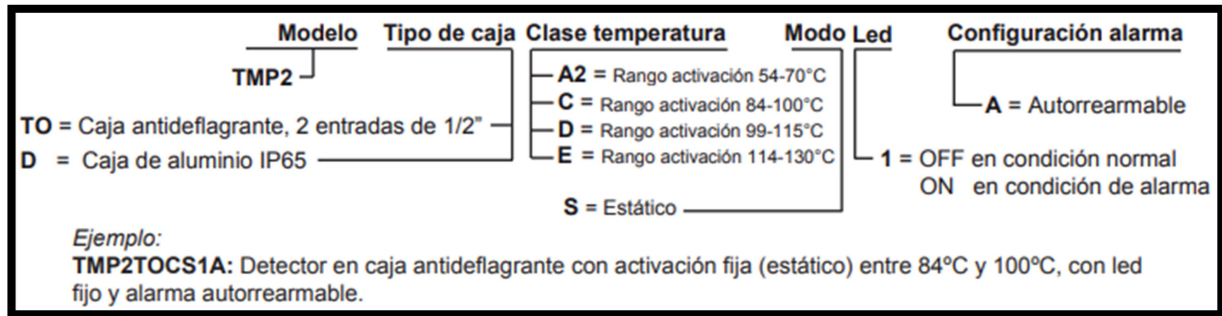 Modelo Tipo de caja Clase temperatura Modo Led Configuración alarma
TMP2
A2 = Rango activación 54-70°C
C = Rango activación 84-100°C
A = Autorrearmable
TO = Caja antideflagrante, 2 entradas de 1/2”
D = Rango activación 99-115°C
D = Caja de aluminio IP65
E = Rango activación 114-130°C
1 = OFF en condición normal
ON en condición de alarma
S = Estático
Ejemplo:
TMP2TOCS1A: Detector en caja antideflagrante con activación fija (estático) entre 84ºC y 100ºC, con led
fijo y alarma autorrearmable.